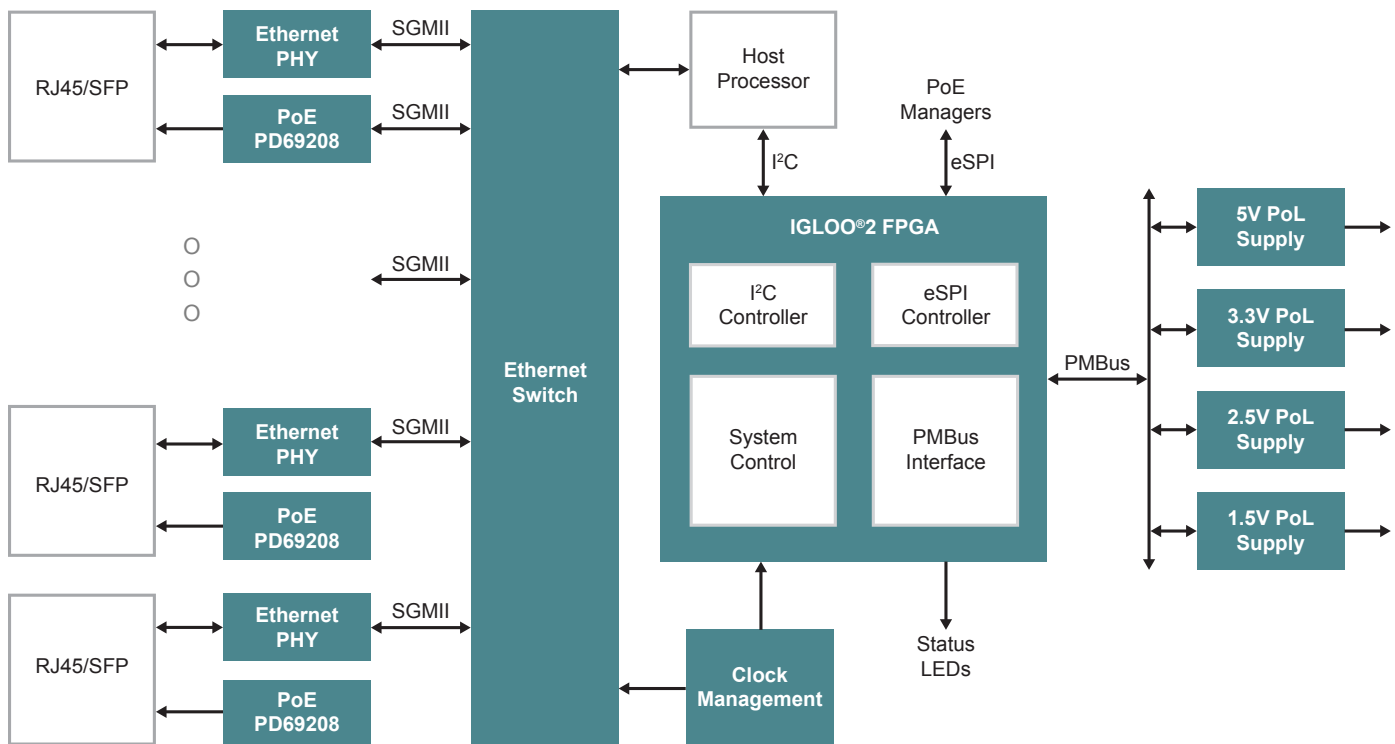 RJ45/SFP
Ethernet
PHY
SGMII
PoE
PD69208
SGMII
O
O
O
SGMII
RJ45/SFP
Ethernet
PHY
SGMII
PoE
PD69208
RJ45/SFP
Ethernet
PHY
SGMII
PoE
PD69208
Ethernet
Switch
Host
Processor
I²C
PoE
Managers
eSPI
IGLOO®2 FPGA
I²C
Controller
eSPI
Controller
System
Control
PMBus
Interface
Clock
Management
Status
LEDs
PMBus
5V PoL
Supply
3.3V PoL
Supply
2.5V PoL
Supply
1.5V PoL
Supply